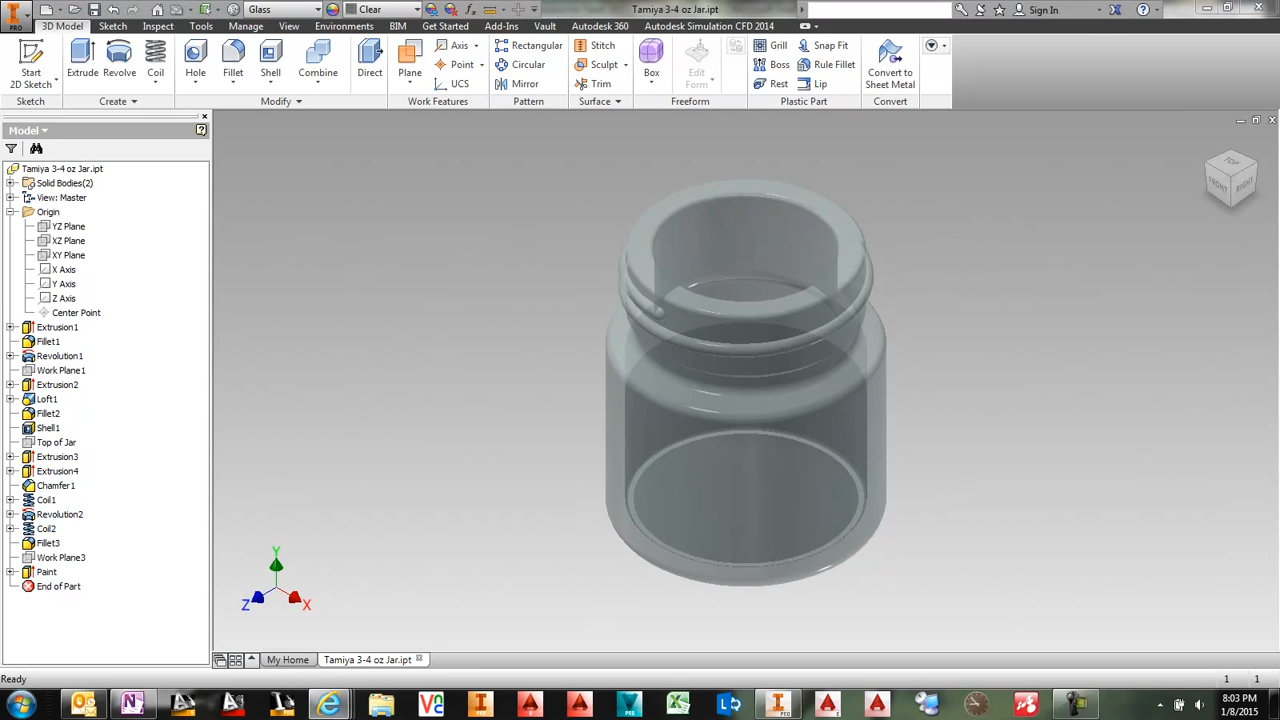 PRO
Glass
Clear
Tamiya 3-4 oz Jar.ipt
Sign In
3D Model
Sketch
Inspect
Tools
Manage
View
Environments
BIM
Get Started
Add-Ins
Vault
Autodesk 360
Autodesk Simulation CFD 2014
Start
2D Sketch
Extrude
Revolve
Coil
Hole
Fillet
Shell
Combine
Direct
Plane
Axis
Point
UCS
Rectangular
Circular
Mirror
Stitch
Sculpt
Trim
Box
Edit
Form
Grill
Boss
Rest
Snap Fit
Rule Fillet
Lip
Convert to
Sheet Metal
Sketch
Create
Modify
Work Features
Pattern
Surface
Freeform
Plastic Part
Convert
Model
Tamiya 3-4 oz Jar.ipt
Solid Bodies(2)
View: Master
Origin
YZ Plane
XZ Plane
XY Plane
X Axis
Y Axis
Z Axis
Center Point
Extrusion1
Fillet1
Revolution1
Work Plane1
Extrusion2
Loft1
Fillet2
Shell1
Top of Jar
Extrusion3
Extrusion4
Chamfer1
Coil1
Revolution2
Coil2
Fillet3
Work Plane3
Paint
End of Part
TOP
FRONT
RIGHT
Y
Z
X
My Home
Tamiya 3-4 oz Jar.ipt
Ready
1
1
8:03 PM
1/8/2015